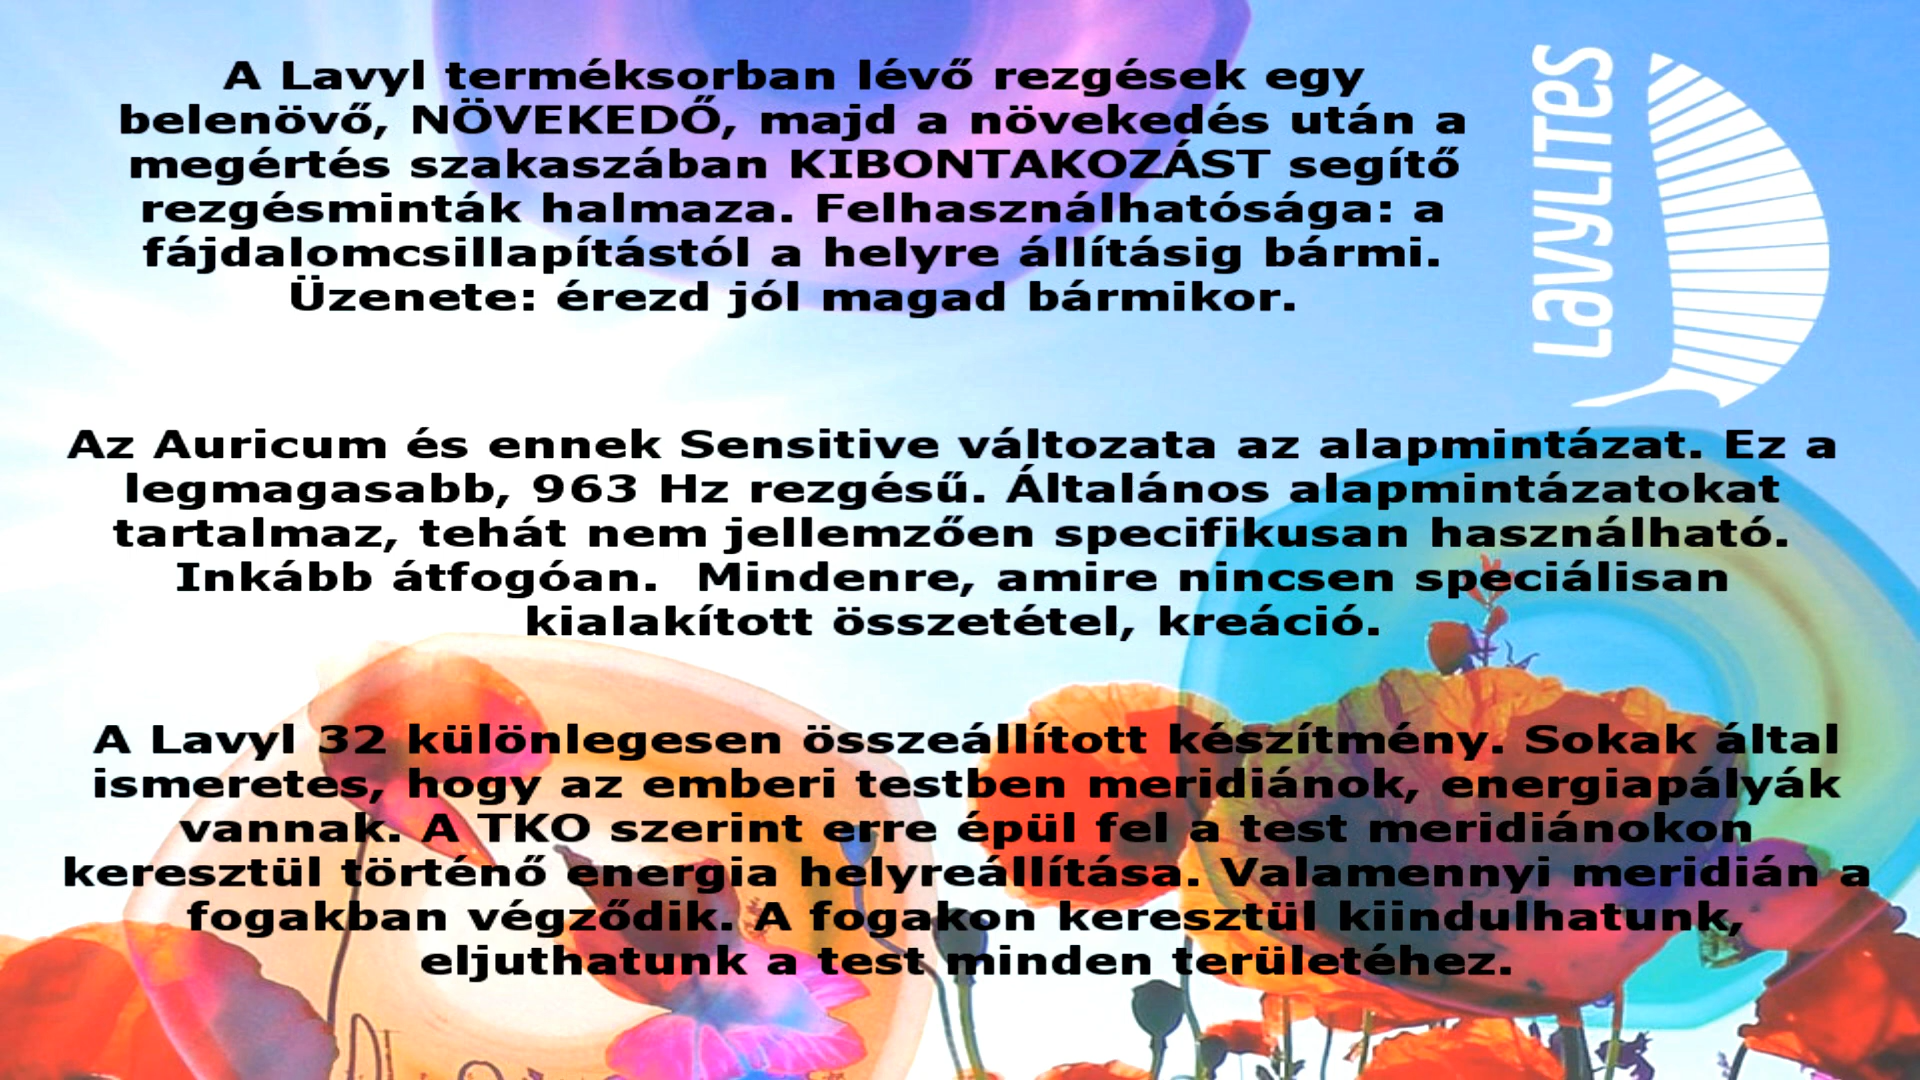 A Lavyl terméksorban lévő rezgések egy
belenövő, NÖVEKEDŐ, majd a növekedés után a
megértés szakaszában KIBONTAKOZÁST segítő
rezgésminták halmaza. Felhasználhatósága: a
fájdalomcsillapítástól a helyre állításig bármi.
Üzenete: érezd jól magad bármikor.
Lavylites
Az Auricum és ennek Sensitive változata az alapmintázat. Ez a
legmagasabb, 963 Hz rezgésű. Általános alapmintázatokat
tartalmaz, tehát nem jellemzően specifikusan használható.
Inkább átfogóan.  Mindenre, amire nincsen speciálisan
kialakított összetétel, kreáció.
A Lavyl 32 különlegesen összeállított készítmény. Sokak által
ismeretes, hogy az emberi testben meridiánok, energiapályák
vannak. A TKO szerint erre épül fel a test meridiánokon
keresztül történő energia helyreállítása. Valamennyi meridián a
fogakban végződik. A fogakon keresztül kiindulhatunk,
eljuthatunk a test minden területéhez.